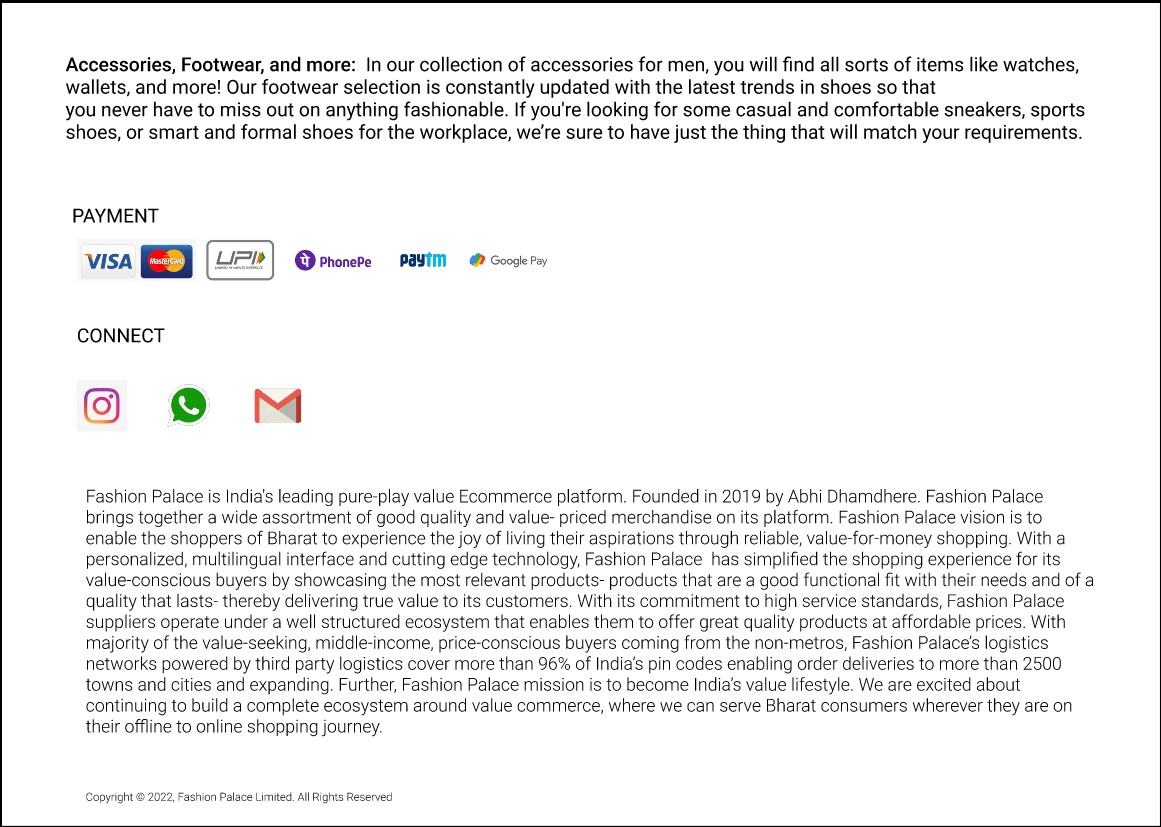 Accessories, Footwear, and more:  In our collection of accessories for men, you will find all sorts of items like watches,
wallets, and more! Our footwear selection is constantly updated with the latest trends in shoes so that
you never have to miss out on anything fashionable. If you're looking for some casual and comfortable sneakers, sports
shoes, or smart and formal shoes for the workplace, we’re sure to have just the thing that will match your requirements.
PAYMENT
VISA MasterCard UPI PhonePe paytm Google Pay
UNIFIED PAYMENTS INTERFACE
CONNECT
Fashion Palace is India's leading pure-play value Ecommerce platform. Founded in 2019 by Abhi Dhamdhere. Fashion Palace
brings together a wide assortment of good quality and value- priced merchandise on its platform. Fashion Palace vision is to
enable the shoppers of Bharat to experience the joy of living their aspirations through reliable, value-for-money shopping. With a
personalized, multilingual interface and cutting edge technology, Fashion Palace  has simplified the shopping experience for its
value-conscious buyers by showcasing the most relevant products- products that are a good functional fit with their needs and of a
quality that lasts- thereby delivering true value to its customers. With its commitment to high service standards, Fashion Palace
suppliers operate under a well structured ecosystem that enables them to offer great quality products at affordable prices. With
majority of the value-seeking, middle-income, price-conscious buyers coming from the non-metros, Fashion Palace’s logistics
networks powered by third party logistics cover more than 96% of India’s pin codes enabling order deliveries to more than 2500
towns and cities and expanding. Further, Fashion Palace mission is to become India’s value lifestyle. We are excited about
continuing to build a complete ecosystem around value commerce, where we can serve Bharat consumers wherever they are on
their offline to online shopping journey.
Copyright © 2022, Fashion Palace Limited. All Rights Reserved